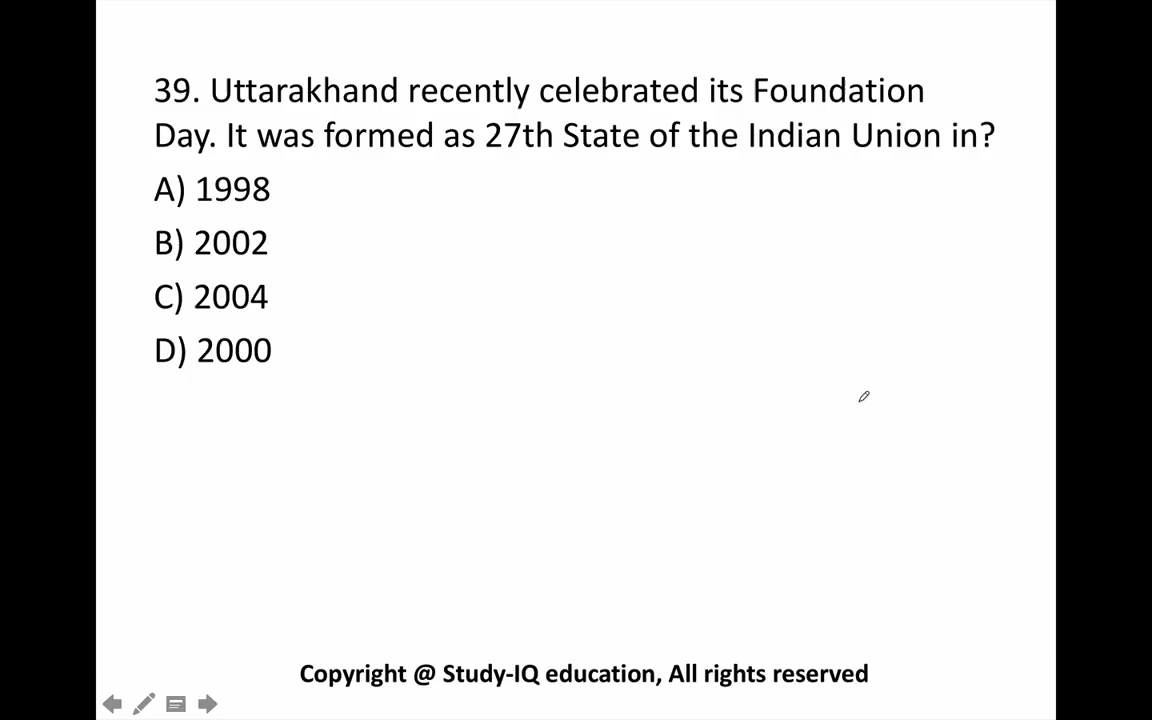 39. Uttarakhand recently celebrated its Foundation
Day. It was formed as 27th State of the Indian Union in?
A) 1998
B) 2002
C) 2004
D) 2000
Copyright @ Study-IQ education, All rights reserved